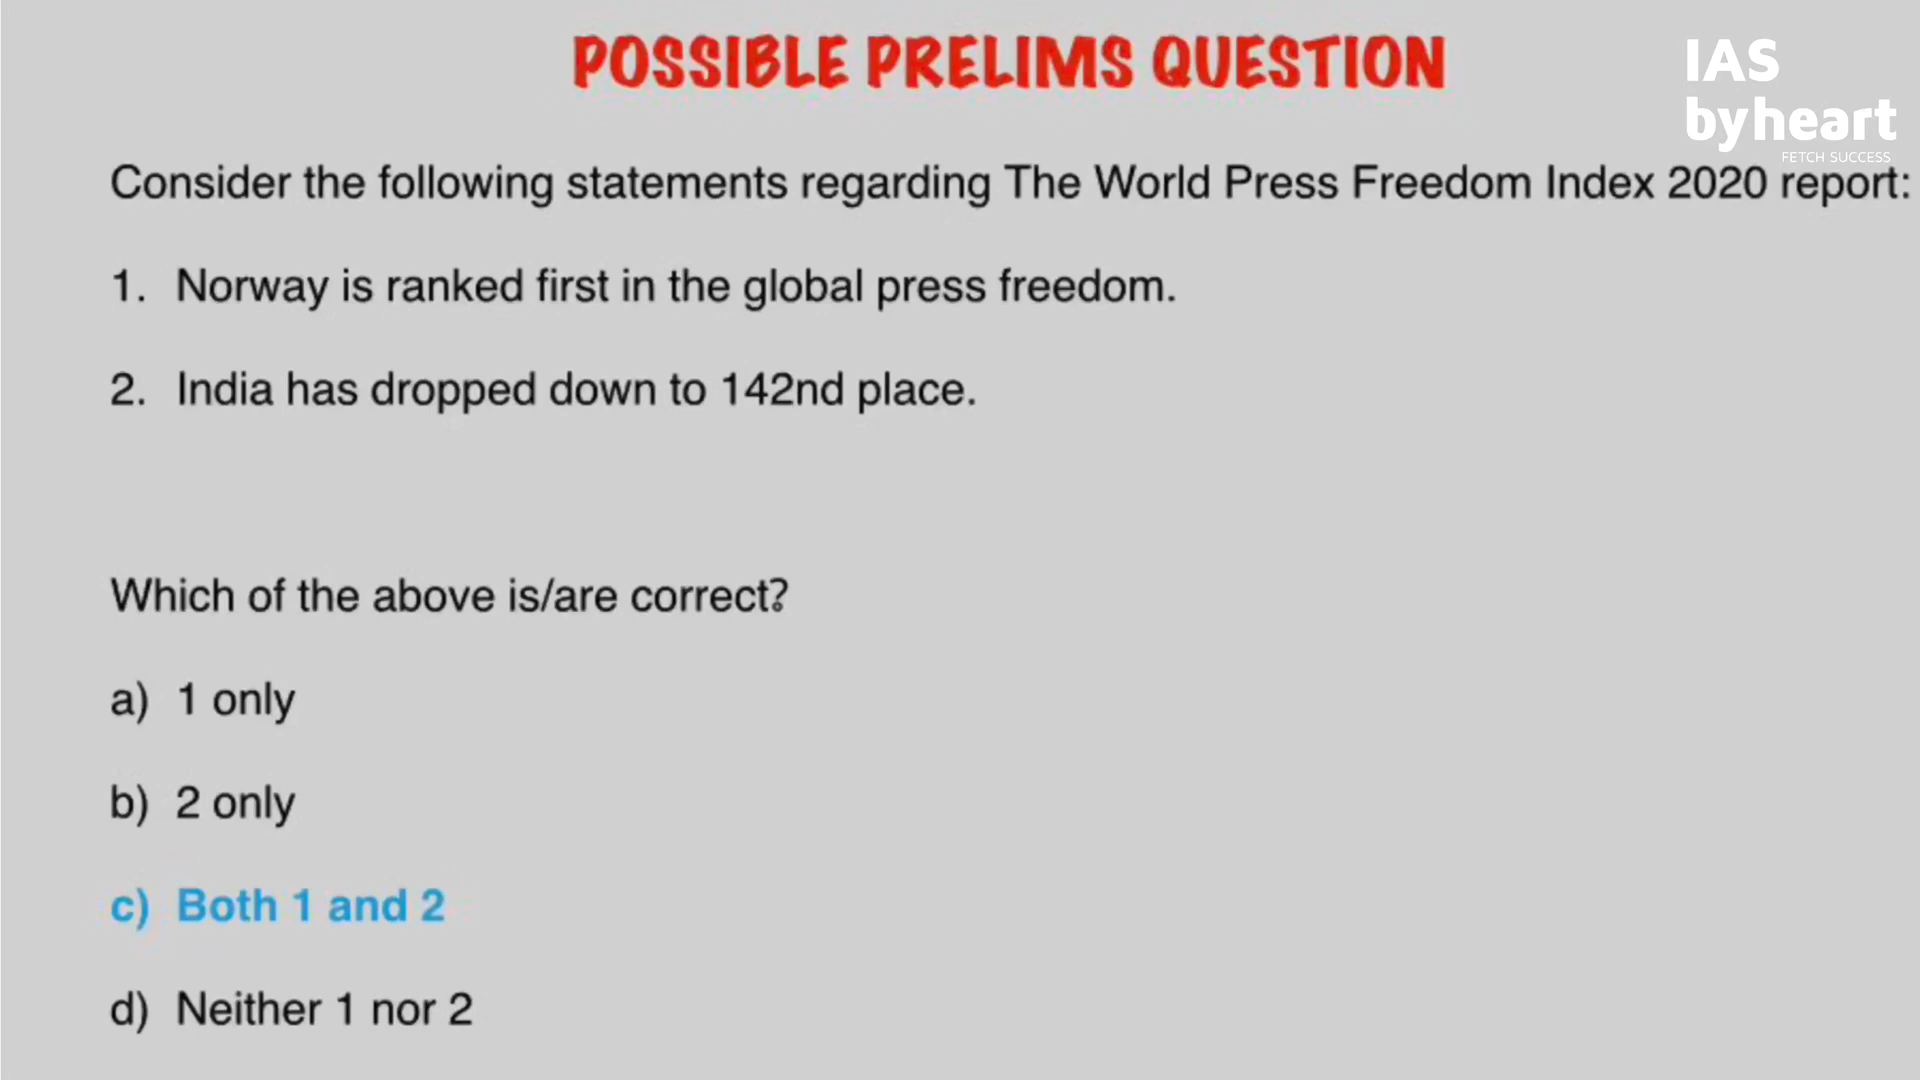 POSSIBLE PRELIMS QUESTION
IAS
byheart
FETCH SUCCESS
Consider the following statements regarding The World Press Freedom Index 2020 report:
1. Norway is ranked first in the global press freedom.
2. India has dropped down to 142nd place.
Which of the above is/are correct?
a) 1 only
b) 2 only
c) Both 1 and 2
d) Neither 1 nor 2